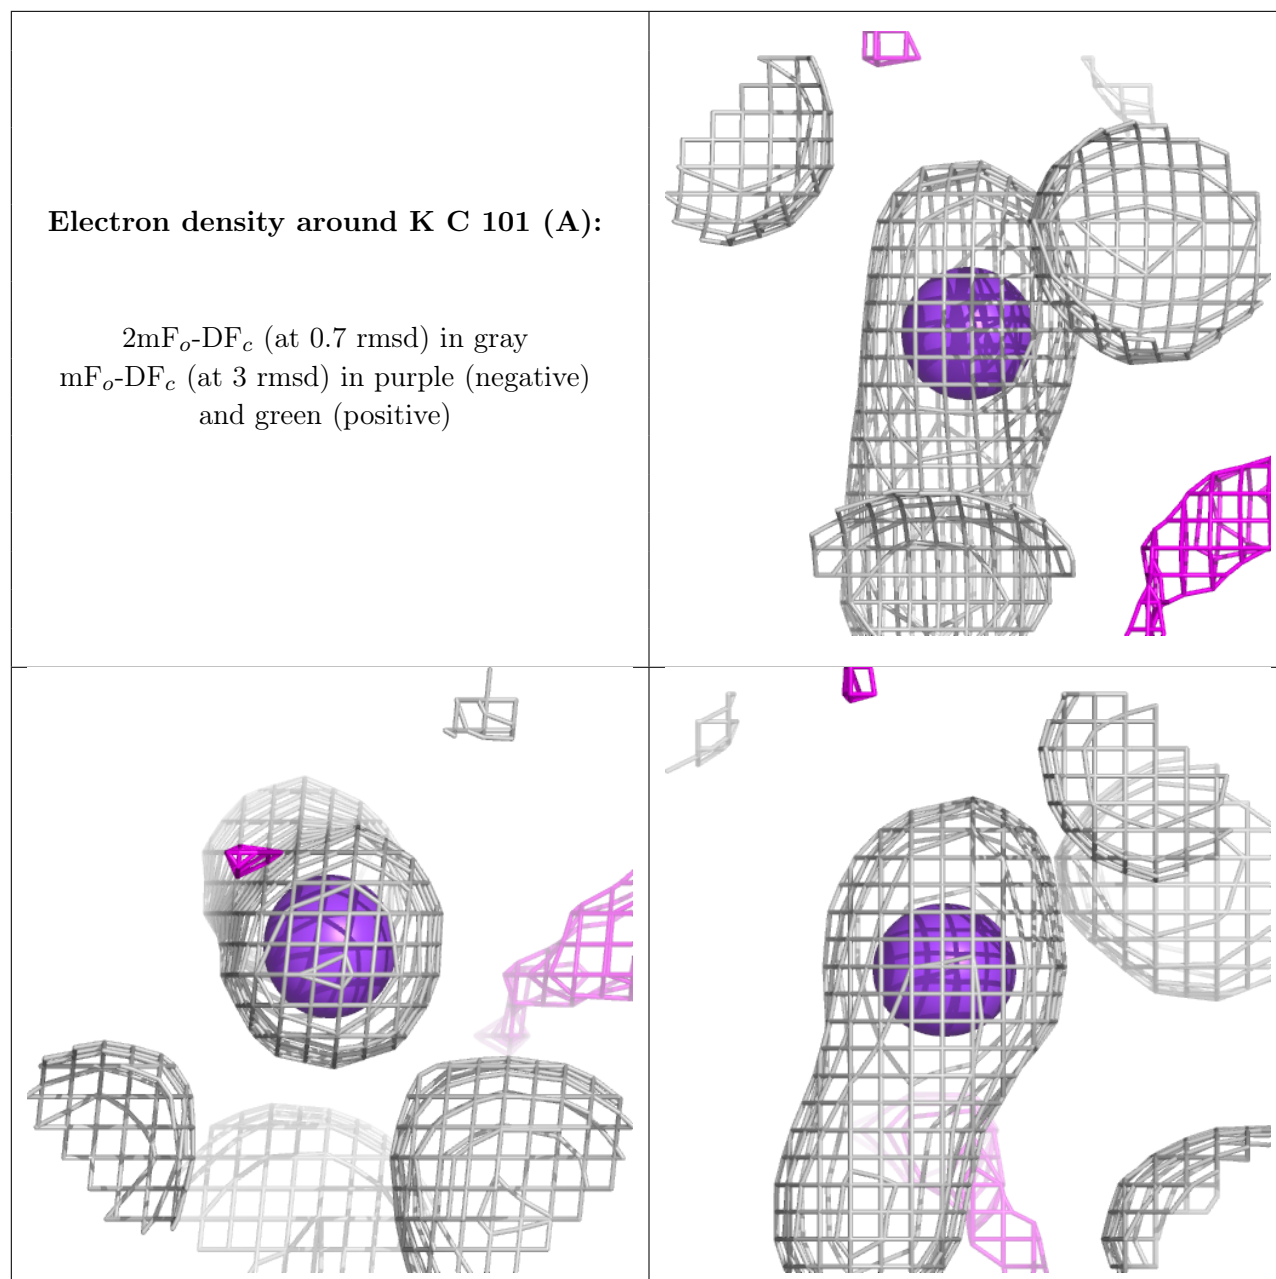 Electron density around K C 101 (A):
2mFo-DFc (at 0.7 rmsd) in gray
mFo-DFc (at 3 rmsd) in purple (negative)
and green (positive)